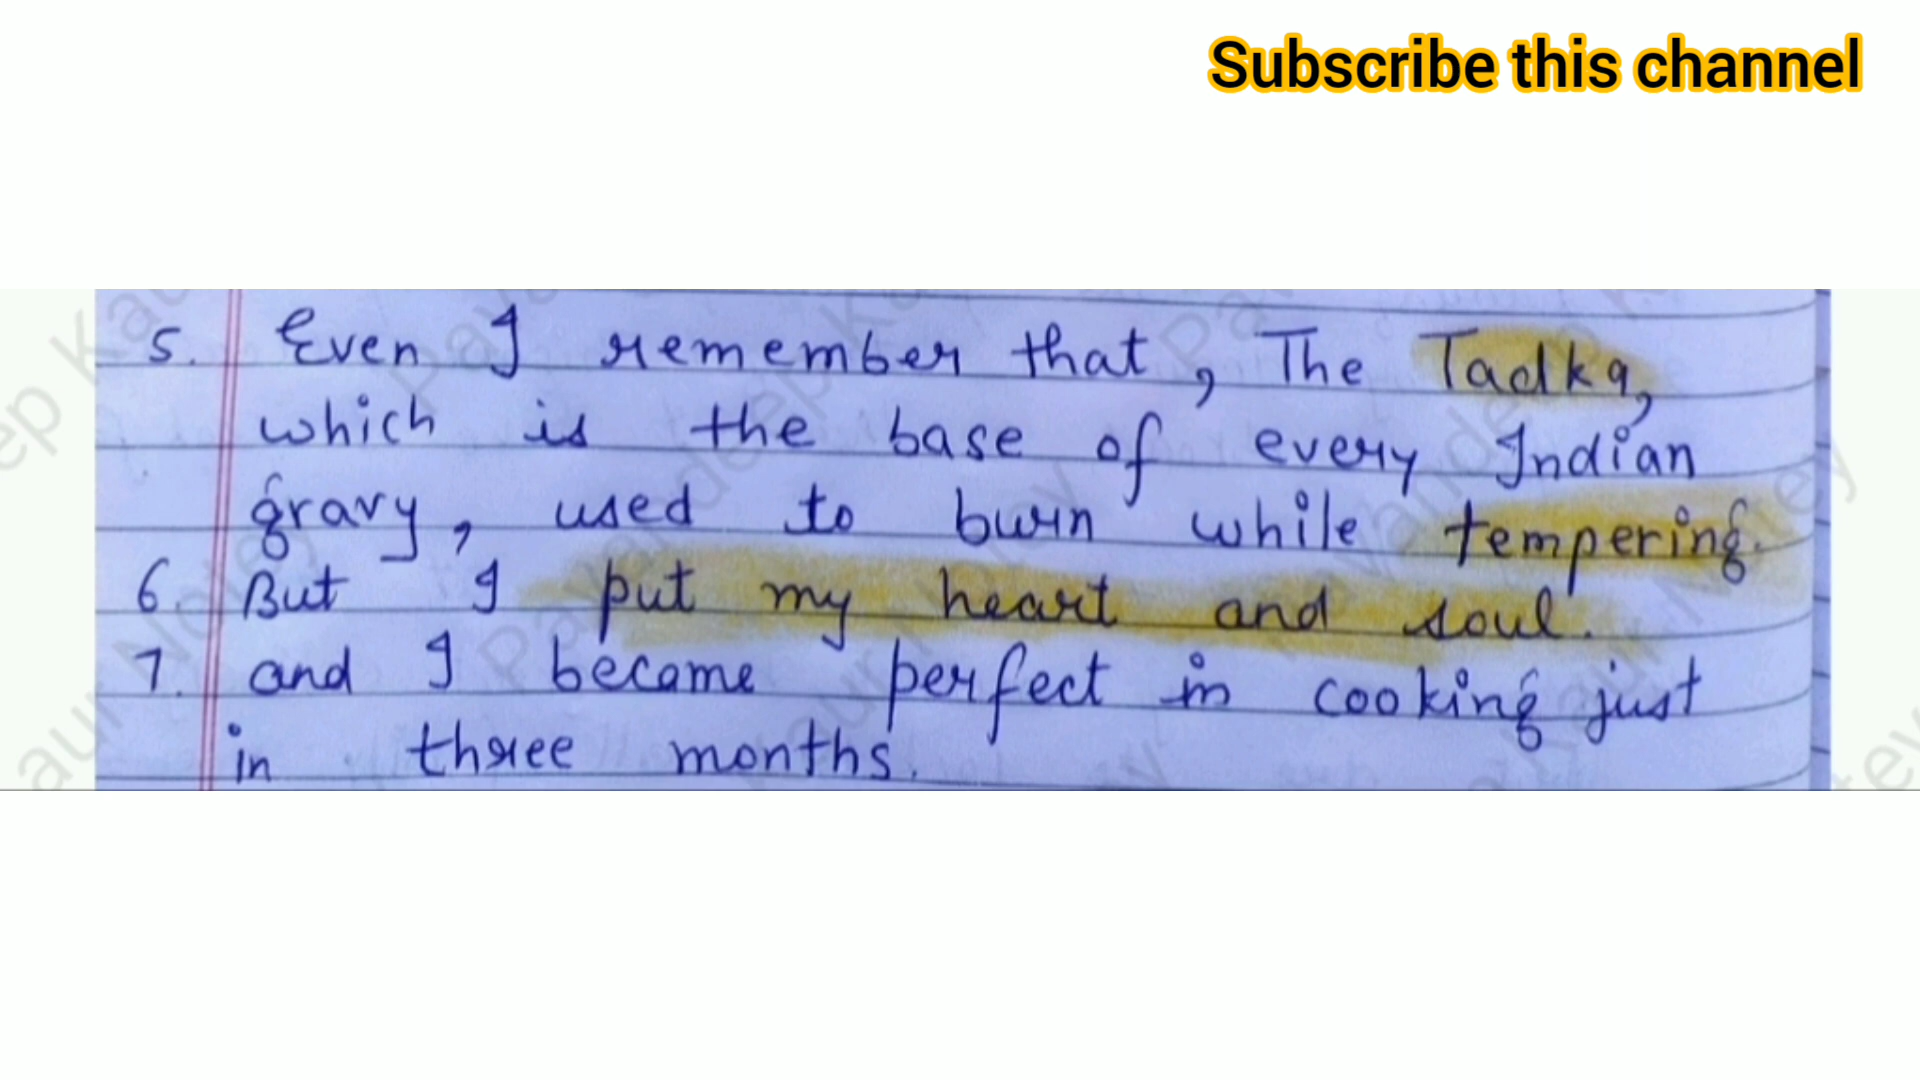 Subscribe this channel
5. Even I remember that, The Tadka,
which is the base of every Indian
gravy, used to burn while tempering.
6. But I put my heart and soul.
7. and I became perfect in cooking just
in three months.